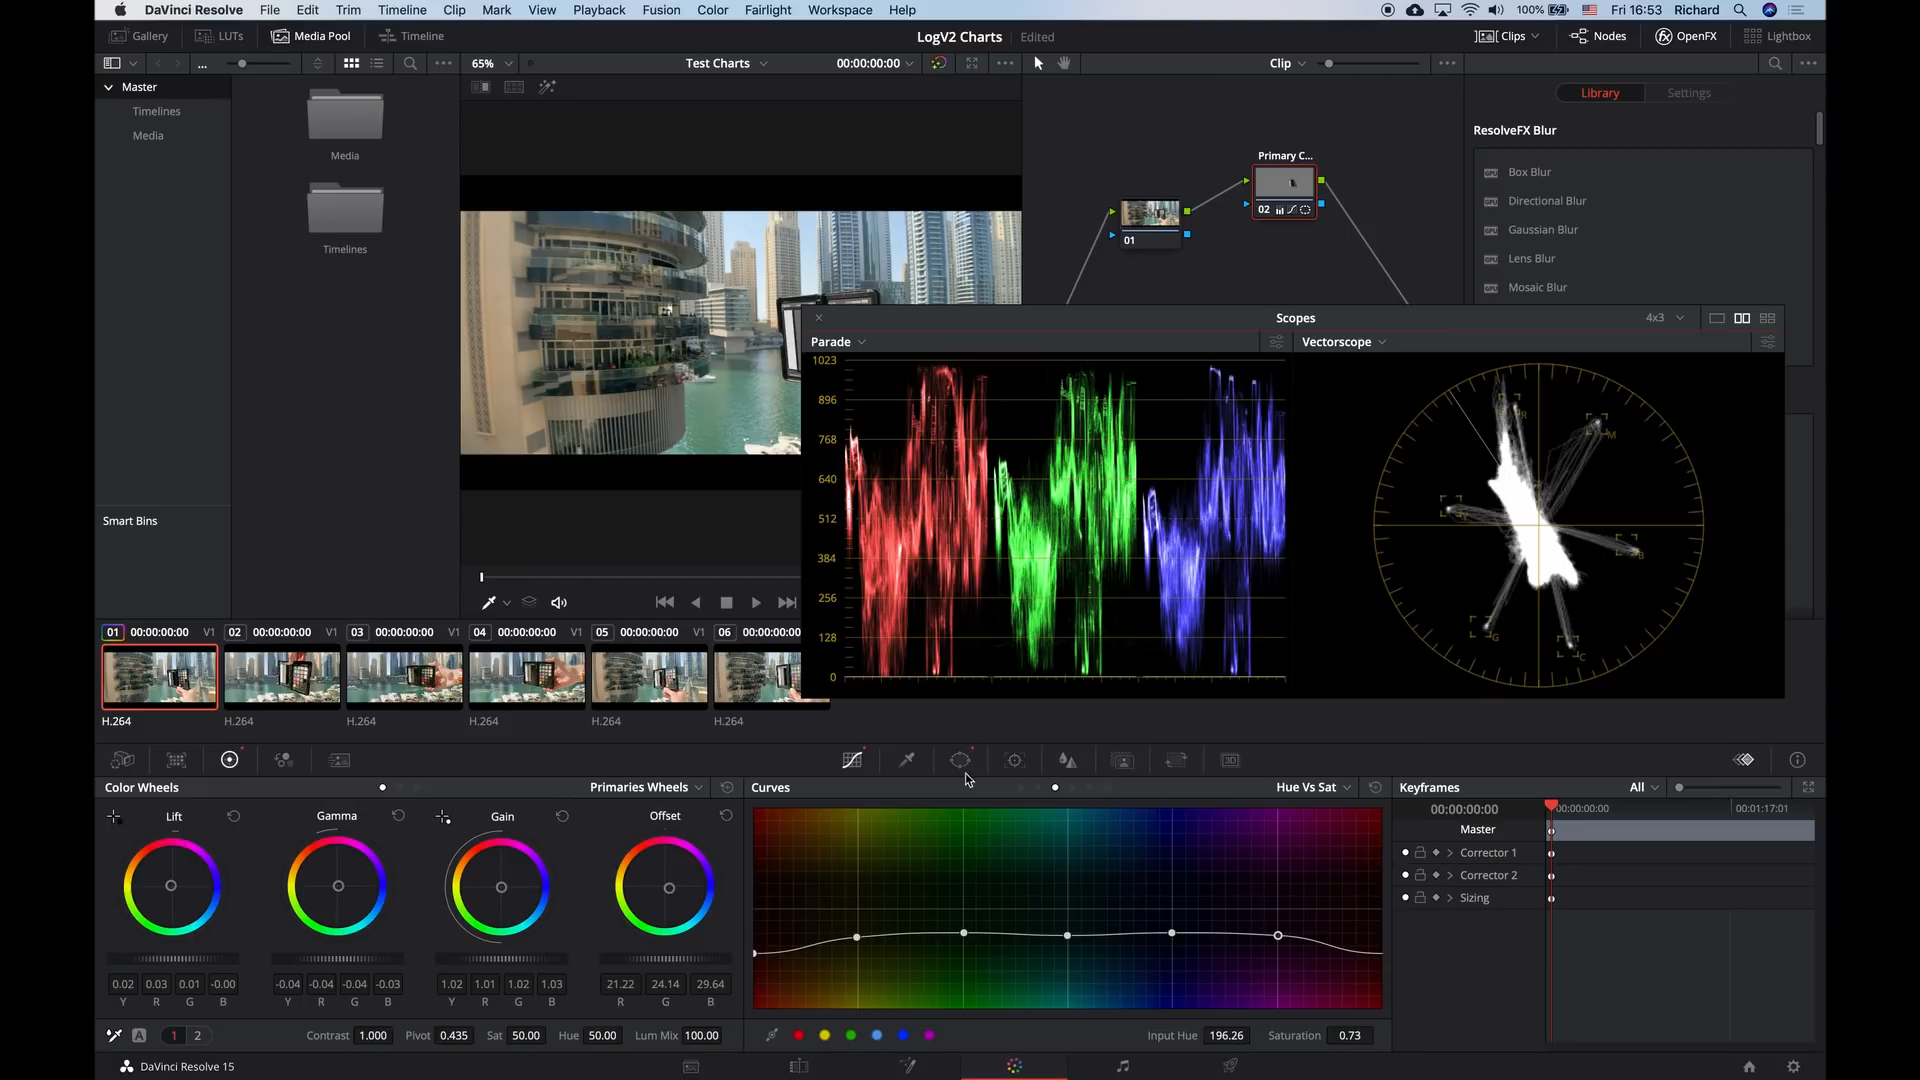 DaVinci Resolve File Edit Trim Timeline Clip Mark View Playback Fusion Color Fairlight Workspace Help 100% Fri 16:53 Richard
Gallery LUTs Media Pool Timeline LogV2 Charts Edited Clips Nodes OpenFX Lightbox
... 65% Test Charts 00:00:00:00 Clip
Master
Timelines
Media
Media
Timelines
Smart Bins
Primary C...
01
02
Library Settings
ResolveFX Blur
Box Blur
Directional Blur
Gaussian Blur
Lens Blur
Mosaic Blur
Scopes 4x3
Parade Vectorscope
1023
896
768
640
512
384
256
128
0
R
M
Y
B
G
C
01 00:00:00:00 V1 02 00:00:00:00 V1 03 00:00:00:00 V1 04 00:00:00:00 V1 05 00:00:00:00 V1 06 00:00:00:00
H.264 H.264 H.264 H.264 H.264 H.264
3D
Color Wheels Primaries Wheels
Lift Gamma Gain Offset
0.02 0.03 0.01 -0.00 -0.04 -0.04 -0.04 -0.03 1.02 1.01 1.02 1.03 21.22 24.14 29.64
Y R G B Y R G B Y R G B R G B
A 1 2 Contrast 1.000 Pivot 0.435 Sat 50.00 Hue 50.00 Lum Mix 100.00
Curves Hue Vs Sat
Input Hue 196.26 Saturation 0.73
Keyframes All
00:00:00:00 00:00:00:00 00:01:17:01
Master
Corrector 1
Corrector 2
Sizing
DaVinci Resolve 15